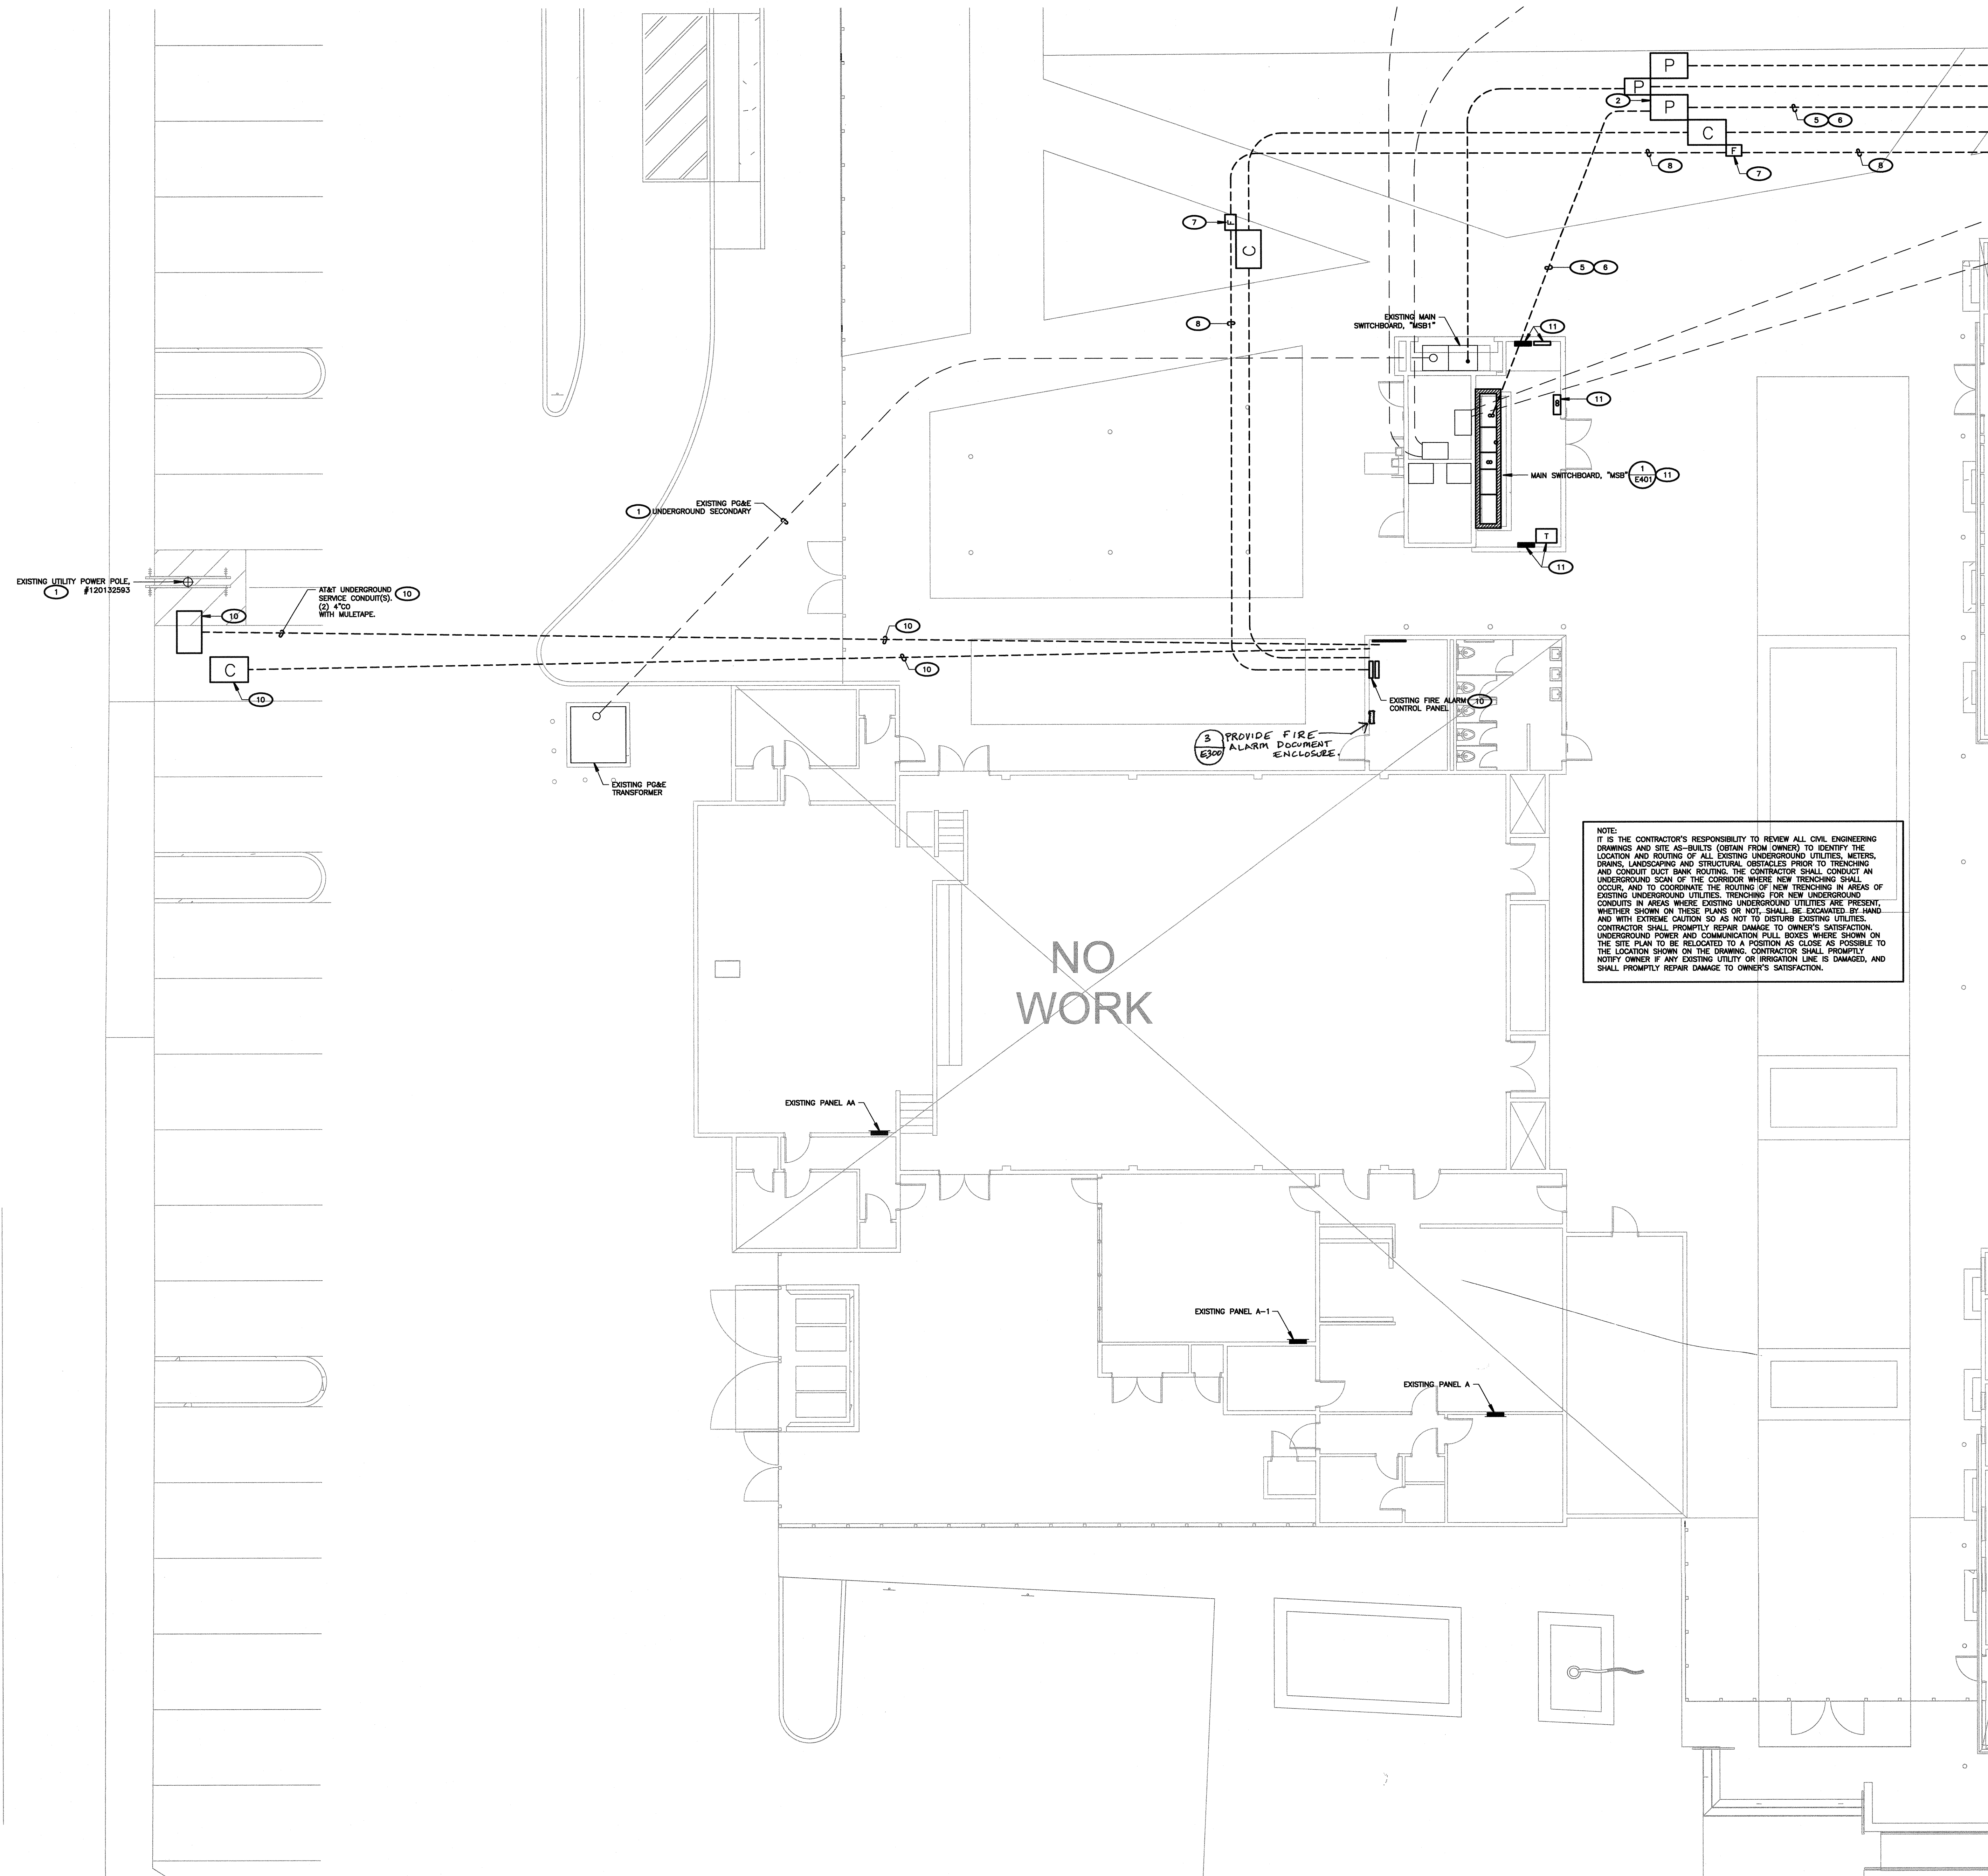 P
P
2
P
5
6
C
F
8
7
8
7
F
C
5
6
8
EXISTING MAIN
SWITCHBOARD, "MSB1"
11
11
MAIN SWITCHBOARD, "MSB"
1
E401
11
EXISTING PG&E
1
UNDERGROUND SECONDARY
T
11
EXISTING UTILITY POWER POLE,
1
#120132593
AT&T UNDERGROUND
SERVICE CONDUIT(S).
(2) 4"CO
WITH MULETAPE.
10
10
10
C
10
10
EXISTING FIRE ALARM
CONTROL PANEL
10
3
E300
PROVIDE FIRE
ALARM DOCUMENT
ENCLOSURE.
EXISTING PG&E
TRANSFORMER
NOTE:
IT IS THE CONTRACTOR'S RESPONSIBILITY TO REVIEW ALL CIVIL ENGINEERING
DRAWINGS AND SITE AS-BUILTS (OBTAIN FROM OWNER) TO IDENTIFY THE
LOCATION AND ROUTING OF ALL EXISTING UNDERGROUND UTILITIES, METERS,
DRAINS, LANDSCAPING AND STRUCTURAL OBSTACLES PRIOR TO TRENCHING
AND CONDUIT DUCT BANK ROUTING. THE CONTRACTOR SHALL CONDUCT AN
UNDERGROUND SCAN OF THE CORRIDOR WHERE NEW TRENCHING SHALL
OCCUR, AND TO COORDINATE THE ROUTING OF NEW TRENCHING IN AREAS OF
EXISTING UNDERGROUND UTILITIES. TRENCHING FOR NEW UNDERGROUND
CONDUITS IN AREAS WHERE EXISTING UNDERGROUND UTILITIES ARE PRESENT,
WHETHER SHOWN ON THESE PLANS OR NOT, SHALL BE EXCAVATED BY HAND
AND WITH EXTREME CAUTION SO AS NOT TO DISTURB EXISTING UTILITIES.
CONTRACTOR SHALL PROMPTLY REPAIR DAMAGE TO OWNER'S SATISFACTION.
UNDERGROUND POWER AND COMMUNICATION PULL BOXES WHERE SHOWN ON
THE SITE PLAN TO BE RELOCATED TO A POSITION AS CLOSE AS POSSIBLE TO
THE LOCATION SHOWN ON THE DRAWING. CONTRACTOR SHALL PROMPTLY
NOTIFY OWNER IF ANY EXISTING UTILITY OR IRRIGATION LINE IS DAMAGED, AND
SHALL PROMPTLY REPAIR DAMAGE TO OWNER'S SATISFACTION.
NO
WORK
EXISTING PANEL AA
EXISTING PANEL A-1
EXISTING PANEL A